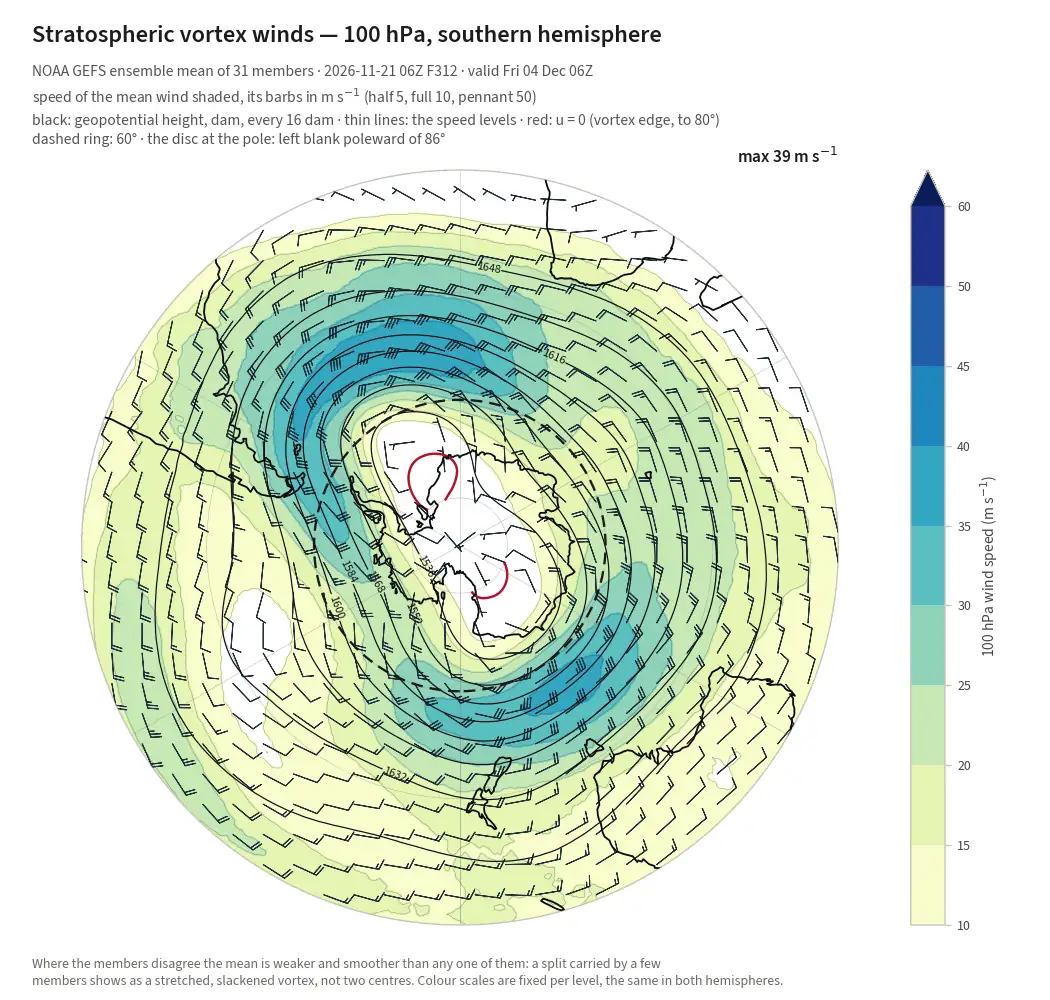 Stratospheric vortex winds — 100 hPa, southern hemisphere
NOAA GEFS ensemble mean of 31 members · 2026-11-21 06Z F312 · valid Fri 04 Dec 06Z
speed of the mean wind shaded, its barbs in m s⁻¹ (half 5, full 10, pennant 50)
black: geopotential height, dam, every 16 dam · thin lines: the speed levels · red: u = 0 (vortex edge, to 80°)
dashed ring: 60° · the disc at the pole: left blank poleward of 86°
max 39 m s⁻¹
1648
1616
1584
1600
1632
60
50
45
40
35
30
25
20
15
10
100 hPa wind speed (m s⁻¹)
Where the members disagree the mean is weaker and smoother than any one of them: a split carried by a few
members shows as a stretched, slackened vortex, not two centres. Colour scales are fixed per level, the same in both hemispheres.